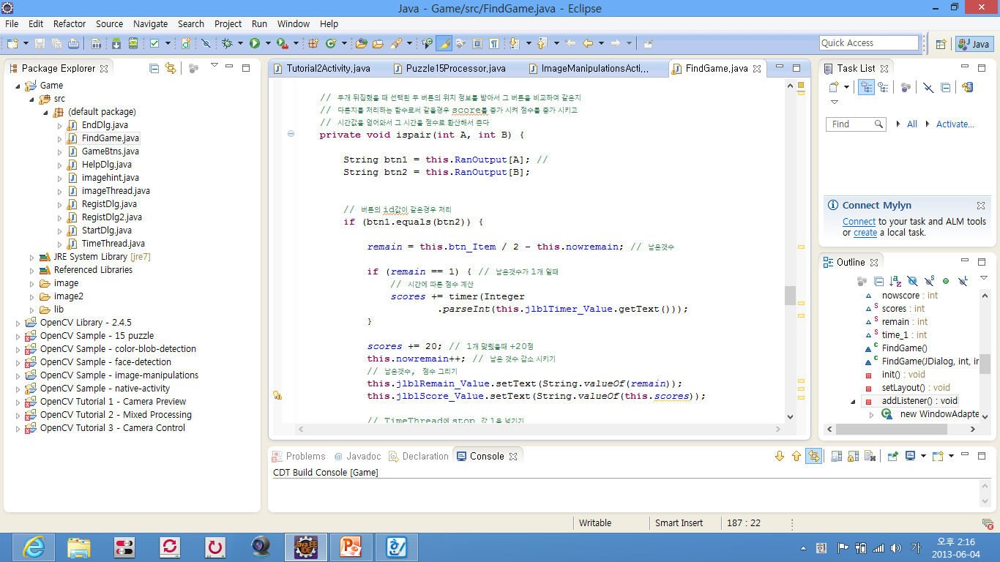 Java - Game/src/FindGame.java - Eclipse
File Edit Refactor Source Navigate Search Project Run Window Help
Quick Access
Java
Package Explorer
Game
src
(default package)
EndDlg.java
FindGame.java
GameBtns.java
HelpDlg.java
imagehint.java
imageThread.java
RegistDlg.java
RegistDlg2.java
StartDlg.java
TimeThread.java
JRE System Library [jre7]
Referenced Libraries
image
image2
lib
OpenCV Library - 2.4.5
OpenCV Sample - 15 puzzle
OpenCV Sample - color-blob-detection
OpenCV Sample - face-detection
OpenCV Sample - image-manipulations
OpenCV Sample - native-activity
OpenCV Tutorial 1 - Camera Preview
OpenCV Tutorial 2 - Mixed Processing
OpenCV Tutorial 3 - Camera Control
Tutorial2Activity.java Puzzle15Processor.java ImageManipulationsActi... FindGame.java
// 두개 뒤집혔을 때 선택된 두 버튼의 위치 정보를 받아서 그 버튼을 비교하여 같은지
// 다른지를 처리하는 함수로써 같을경우 score를 증가 시켜 점수를 증가 시키고
// 시간값을 얻어와서 그 시간을 점수로 환산해서 준다
private void ispair(int A, int B) {
String btn1 = this.RanOutput[A]; //
String btn2 = this.RanOutput[B];
// 버튼의 id값이 같은경우 처리
if (btn1.equals(btn2)) {
remain = this.btn_Item / 2 - this.nowremain; // 남은갯수
if (remain == 1) { // 남은갯수가 1개 일때
// 시간에 따른 점수 계산
scores += timer(Integer
.parseInt(this.jlblTimer_Value.getText()));
}
scores += 20; // 1개 맞췄을때 +20점
this.nowremain++; // 남은 갯수 감소 시키기
// 남은갯수, 점수 그리기
this.jlblRemain_Value.setText(String.valueOf(remain));
this.jlblScore_Value.setText(String.valueOf(this.scores));
// TimeThread에 stop 값 1을 넘기기
Task List
Find
All
Activate...
Connect Mylyn
Connect to your task and ALM tools
or create a local task.
Outline
nowscore : int
scores : int
remain : int
time_1 : int
FindGame()
FindGame(JDialog, int, in
init() : void
setLayout() : void
addListener() : void
new WindowAdapte
Problems @ Javadoc Declaration Console
CDT Build Console [Game]
Writable
Smart Insert
187 : 22
Java EE
IDE
한
가
오후 2:16
2013-06-04